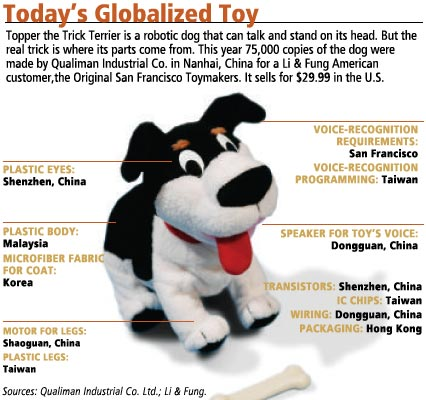 Today's Globalized Toy
Topper the Trick Terrier is a robotic dog that can talk and stand on its head. But the
real trick is where its parts come from. This year 75,000 copies of the dog were
made by Qualiman Industrial Co. in Nanhai, China for a Li & Fung American
customer,the Original San Francisco Toymakers. It sells for $29.99 in the U.S.
PLASTIC EYES:
Shenzhen, China
PLASTIC BODY:
Malaysia
MICROFIBER FABRIC
FOR COAT:
Korea
MOTOR FOR LEGS:
Shaoguan, China
PLASTIC LEGS:
Taiwan
VOICE-RECOGNITION
REQUIREMENTS:
San Francisco
VOICE-RECOGNITION
PROGRAMMING: Taiwan
SPEAKER FOR TOY'S VOICE:
Dongguan, China
TRANSISTORS: Shenzhen, China
IC CHIPS: Taiwan
WIRING: Dongguan, China
PACKAGING: Hong Kong
Sources: Qualiman Industrial Co. Ltd.; Li & Fung.